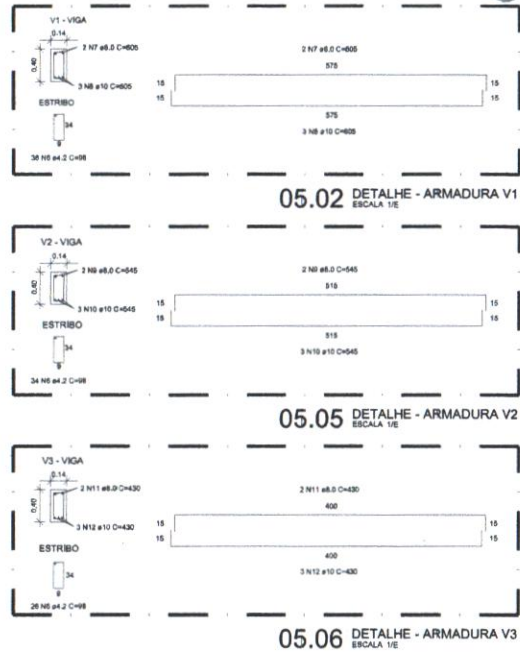 V1 - VIGA
0.14
2 N7 ø8.0 C=605
0,40
3 N8 ø10 C=605
ESTRIBO
34
9
38 N6 ø4.2 C=98
2 N7 ø8.0 C=605
575
15
15
575
3 N8 ø10 C=605
05.02 DETALHE - ARMADURA V1
ESCALA 1/E
V2 - VIGA
0.14
2 N9 ø8.0 C=545
0,40
3 N10 ø10 C=545
ESTRIBO
34
9
34 N6 ø4.2 C=98
2 N9 ø8.0 C=545
515
15
15
515
3 N10 ø10 C=545
05.05 DETALHE - ARMADURA V2
ESCALA 1/E
V3 - VIGA
0.14
2 N11 ø8.0 C=430
0,40
3 N12 ø10 C=430
ESTRIBO
34
9
26 N6 ø4.2 C=98
2 N11 ø8.0 C=430
400
15
15
400
3 N12 ø10 C=430
05.06 DETALHE - ARMADURA V3
ESCALA 1/E